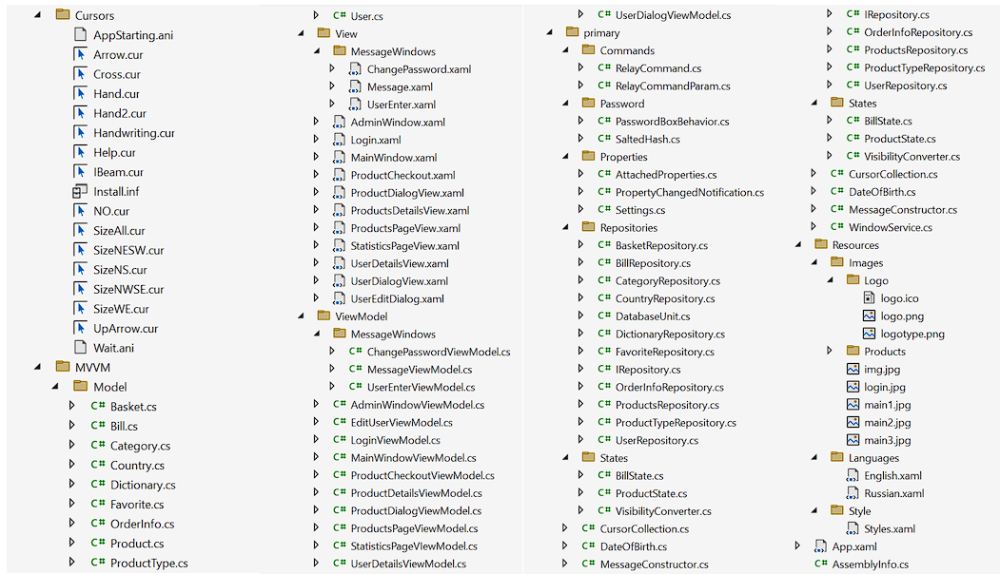 Cursors
AppStarting.ani
Arrow.cur
Cross.cur
Hand.cur
Hand2.cur
Handwriting.cur
Help.cur
IBeam.cur
Install.inf
NO.cur
SizeAll.cur
SizeNESW.cur
SizeNS.cur
SizeNWSE.cur
SizeWE.cur
UpArrow.cur
Wait.ani
MVVM
Model
C# Basket.cs
C# Bill.cs
C# Category.cs
C# Country.cs
C# Dictionary.cs
C# Favorite.cs
C# OrderInfo.cs
C# Product.cs
C# ProductType.cs
C# User.cs
View
MessageWindows
ChangePassword.xaml
Message.xaml
UserEnter.xaml
AdminWindow.xaml
Login.xaml
MainWindow.xaml
ProductCheckout.xaml
ProductDialogView.xaml
ProductsDetailsView.xaml
ProductsPageView.xaml
StatisticsPageView.xaml
UserDetailsView.xaml
UserDialogView.xaml
UserEditDialog.xaml
ViewModel
MessageWindows
C# ChangePasswordViewModel.cs
C# MessageViewModel.cs
C# UserEnterViewModel.cs
C# AdminWindowViewModel.cs
C# EditUserViewModel.cs
C# LoginViewModel.cs
C# MainWindowViewModel.cs
C# ProductCheckoutViewModel.cs
C# ProductDetailsViewModel.cs
C# ProductDialogViewModel.cs
C# ProductsPageViewModel.cs
C# StatisticsPageVIewModel.cs
C# UserDetailsViewModel.cs
C# UserDialogViewModel.cs
primary
Commands
C# RelayCommand.cs
C# RelayCommandParam.cs
Password
C# PasswordBoxBehavior.cs
C# SaltedHash.cs
Properties
C# AttachedProperties.cs
C# PropertyChangedNotification.cs
C# Settings.cs
Repositories
C# BasketRepository.cs
C# BillRepository.cs
C# CategoryRepository.cs
C# CountryRepository.cs
C# DatabaseUnit.cs
C# DictionaryRepository.cs
C# FavoriteRepository.cs
C# IRepository.cs
C# OrderInfoRepository.cs
C# ProductsRepository.cs
C# ProductTypeRepository.cs
C# UserRepository.cs
States
C# BillState.cs
C# ProductState.cs
C# VisibilityConverter.cs
C# CursorCollection.cs
C# DateOfBirth.cs
C# MessageConstructor.cs
C# IRepository.cs
C# OrderInfoRepository.cs
C# ProductsRepository.cs
C# ProductTypeRepository.cs
C# UserRepository.cs
States
C# BillState.cs
C# ProductState.cs
C# VisibilityConverter.cs
C# CursorCollection.cs
C# DateOfBirth.cs
C# MessageConstructor.cs
C# WindowService.cs
Resources
Images
Logo
logo.ico
logo.png
logotype.png
Products
img.jpg
login.jpg
main1.jpg
main2.jpg
main3.jpg
Languages
English.xaml
Russian.xaml
Style
Styles.xaml
App.xaml
C# AssemblyInfo.cs